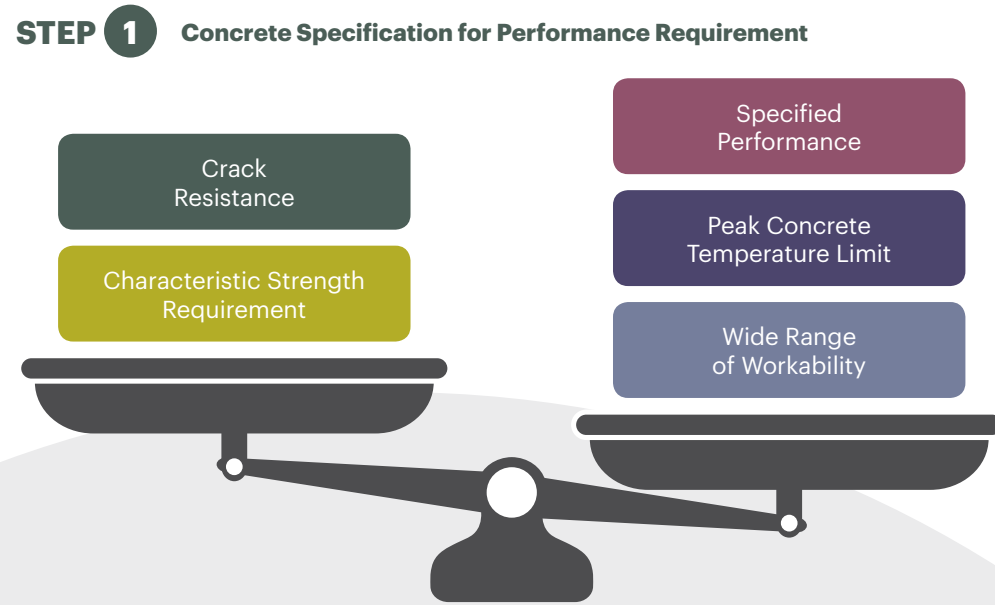 STEP 1 Concrete Specification for Performance Requirement
Crack
Resistance
Characteristic Strength
Requirement
Specified
Performance
Peak Concrete
Temperature Limit
Wide Range
of Workability